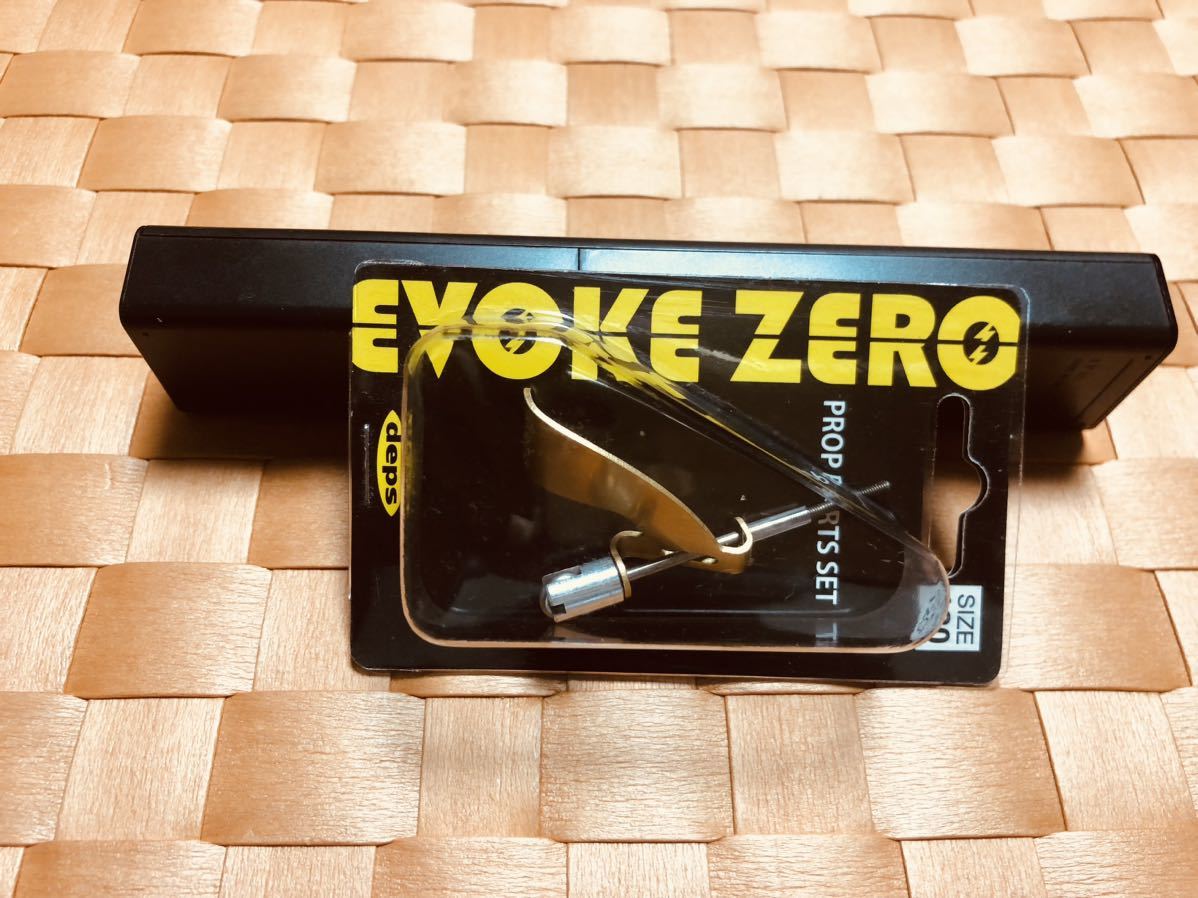 EVOKE ZERO
deps
PROP PARTS SET
SIZE